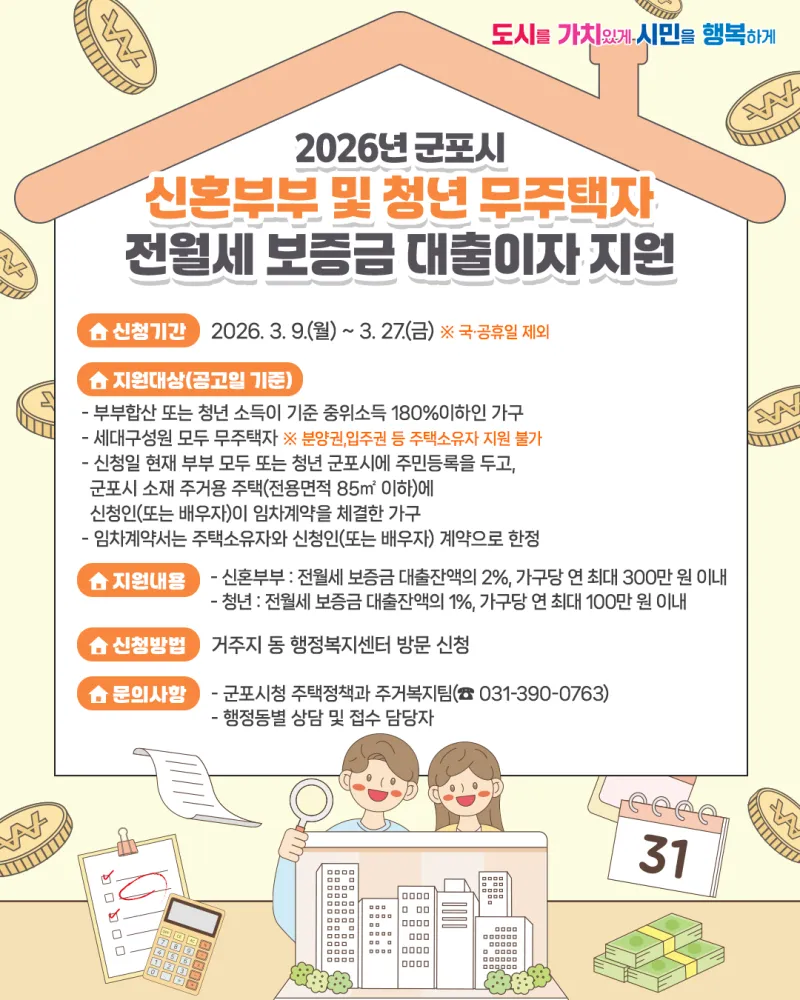 도시를 가치있게 시민을 행복하게
2026년 군포시
신혼부부 및 청년 무주택자
전월세 보증금 대출이자 지원
신청기간 2026. 3. 9.(월) ~ 3. 27.(금) ※ 국·공휴일 제외
지원대상(공고일 기준)
- 부부합산 또는 청년 소득이 기준 중위소득 180%이하인 가구
- 세대구성원 모두 무주택자 ※ 분양권,입주권 등 주택소유자 지원 불가
- 신청일 현재 부부 모두 또는 청년 군포시에 주민등록을 두고,
군포시 소재 주거용 주택(전용면적 85㎡ 이하)에
신청인(또는 배우자)이 임차계약을 체결한 가구
- 임차계약서는 주택소유자와 신청인(또는 배우자) 계약으로 한정
지원내용 - 신혼부부 : 전월세 보증금 대출잔액의 2%, 가구당 연 최대 300만 원 이내
- 청년 : 전월세 보증금 대출잔액의 1%, 가구당 연 최대 100만 원 이내
신청방법 거주지 동 행정복지센터 방문 신청
문의사항 - 군포시청 주택정책과 주거복지팀(☎ 031-390-0763)
- 행정동별 상담 및 접수 담당자
31